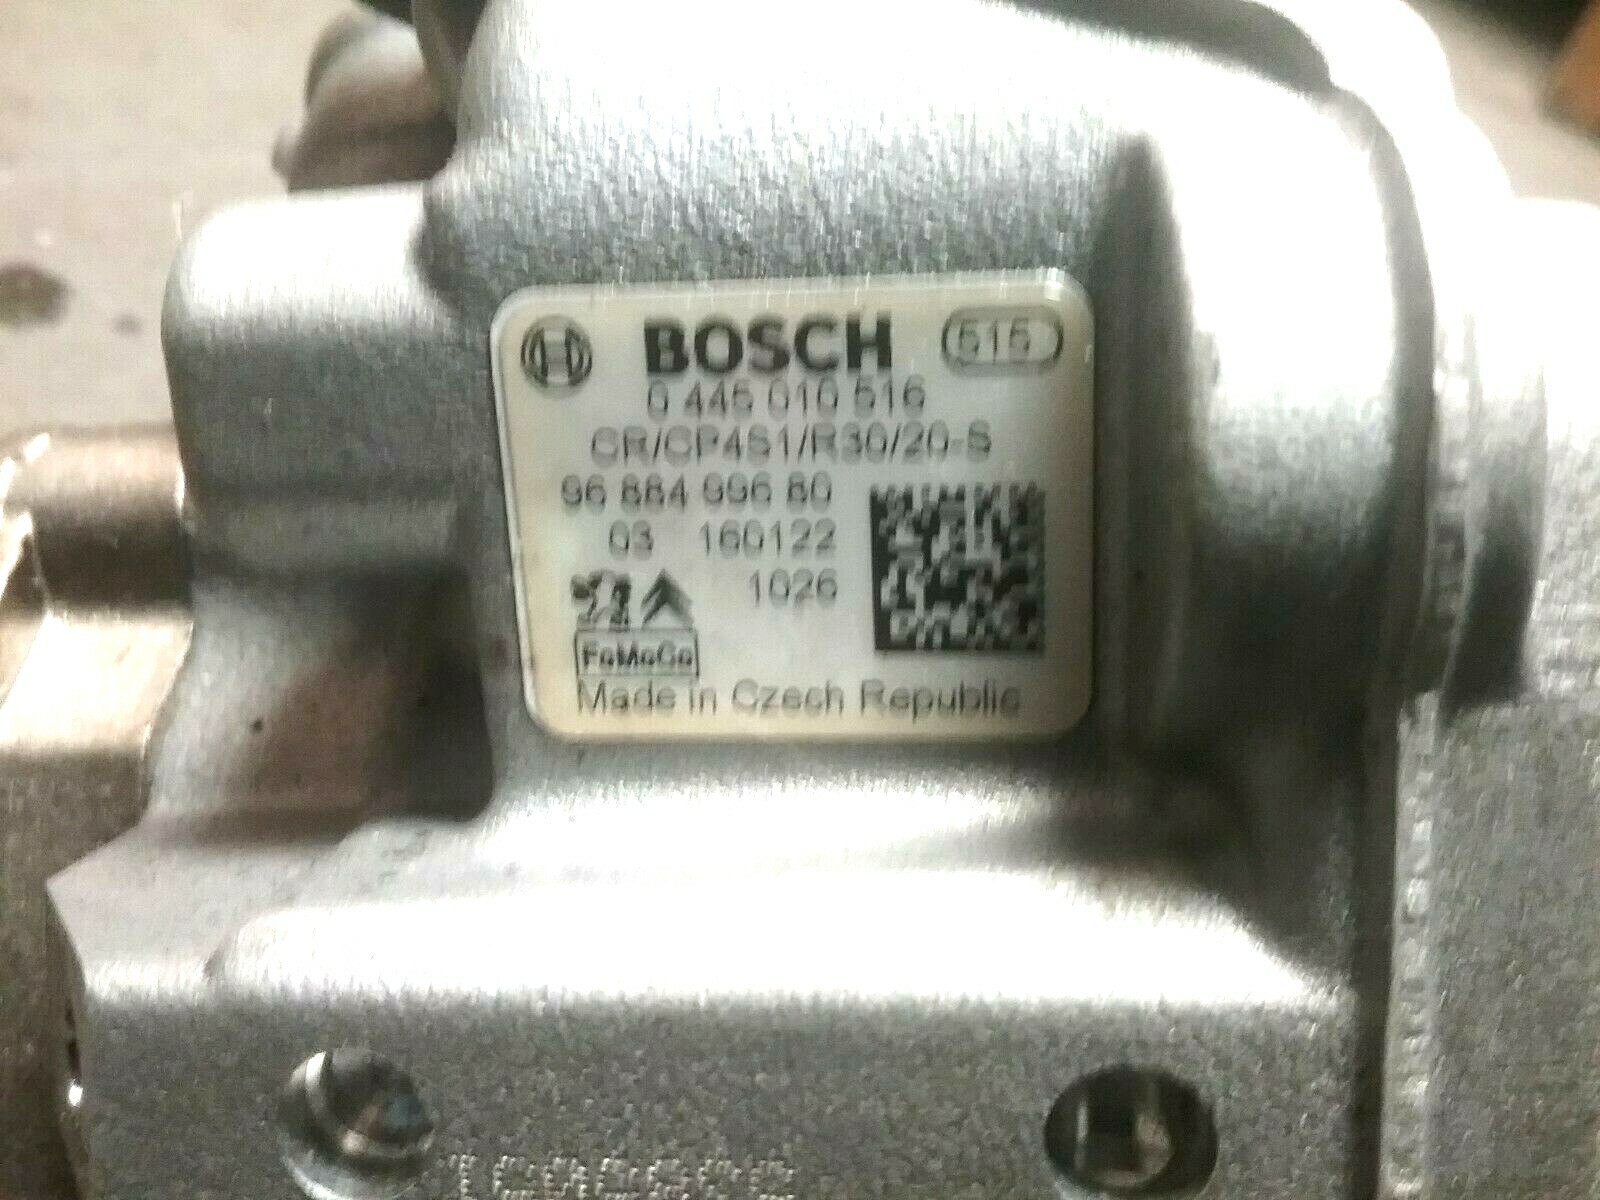 BOSCH 515
0 445 010 516
CR/CP4S1/R30/20-S
96 884 996 80
03 160122
1026
FoMoCo
Made in Czech Republic